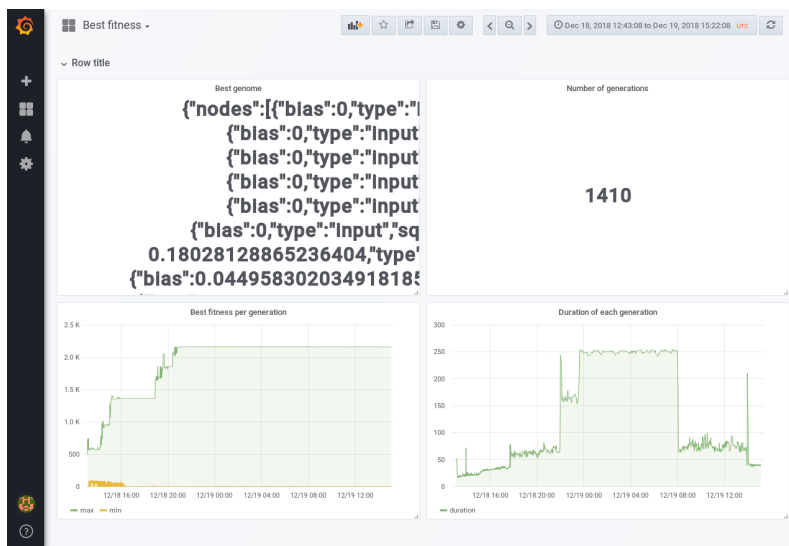 Best fitness
Dec 18, 2018 12:43:08 to Dec 19, 2018 15:22:08 UTC
Row title
Best genome
{"nodes":[{"bias":0,"type":"
{"bias":0,"type":"input"
{"bias":0,"type":"input"
{"bias":0,"type":"input"
{"bias":0,"type":"input"
{"bias":0,"type":"input","sq
0.18028128865236404,"type"
{"bias":0.044958302034918185
Number of generations
1410
Best fitness per generation
2.5 K
2.0 K
1.5 K
1.0 K
500
0
12/18 16:00 12/18 20:00 12/19 00:00 12/19 04:00 12/19 08:00 12/19 12:00
max min
Duration of each generation
300
250
200
150
100
50
0
12/18 16:00 12/18 20:00 12/19 00:00 12/19 04:00 12/19 08:00 12/19 12:00
duration